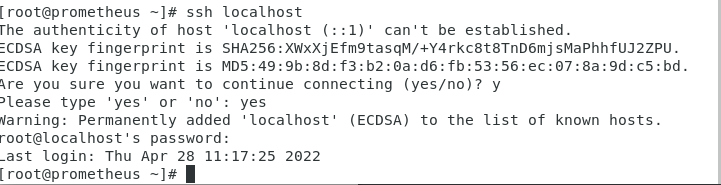 [root@prometheus ~]# ssh localhost
The authenticity of host 'localhost (::1)' can't be established.
ECDSA key fingerprint is SHA256:XWxXjEfm9tasqM/+Y4rkc8t8TnD6mjsMaPhhfUJ2ZPU.
ECDSA key fingerprint is MD5:49:9b:8d:f3:b2:0a:d6:fb:53:56:ec:07:8a:9d:c5:bd.
Are you sure you want to continue connecting (yes/no)? y
Please type 'yes' or 'no': yes
Warning: Permanently added 'localhost' (ECDSA) to the list of known hosts.
root@localhost's password:
Last login: Thu Apr 28 11:17:25 2022
[root@prometheus ~]#